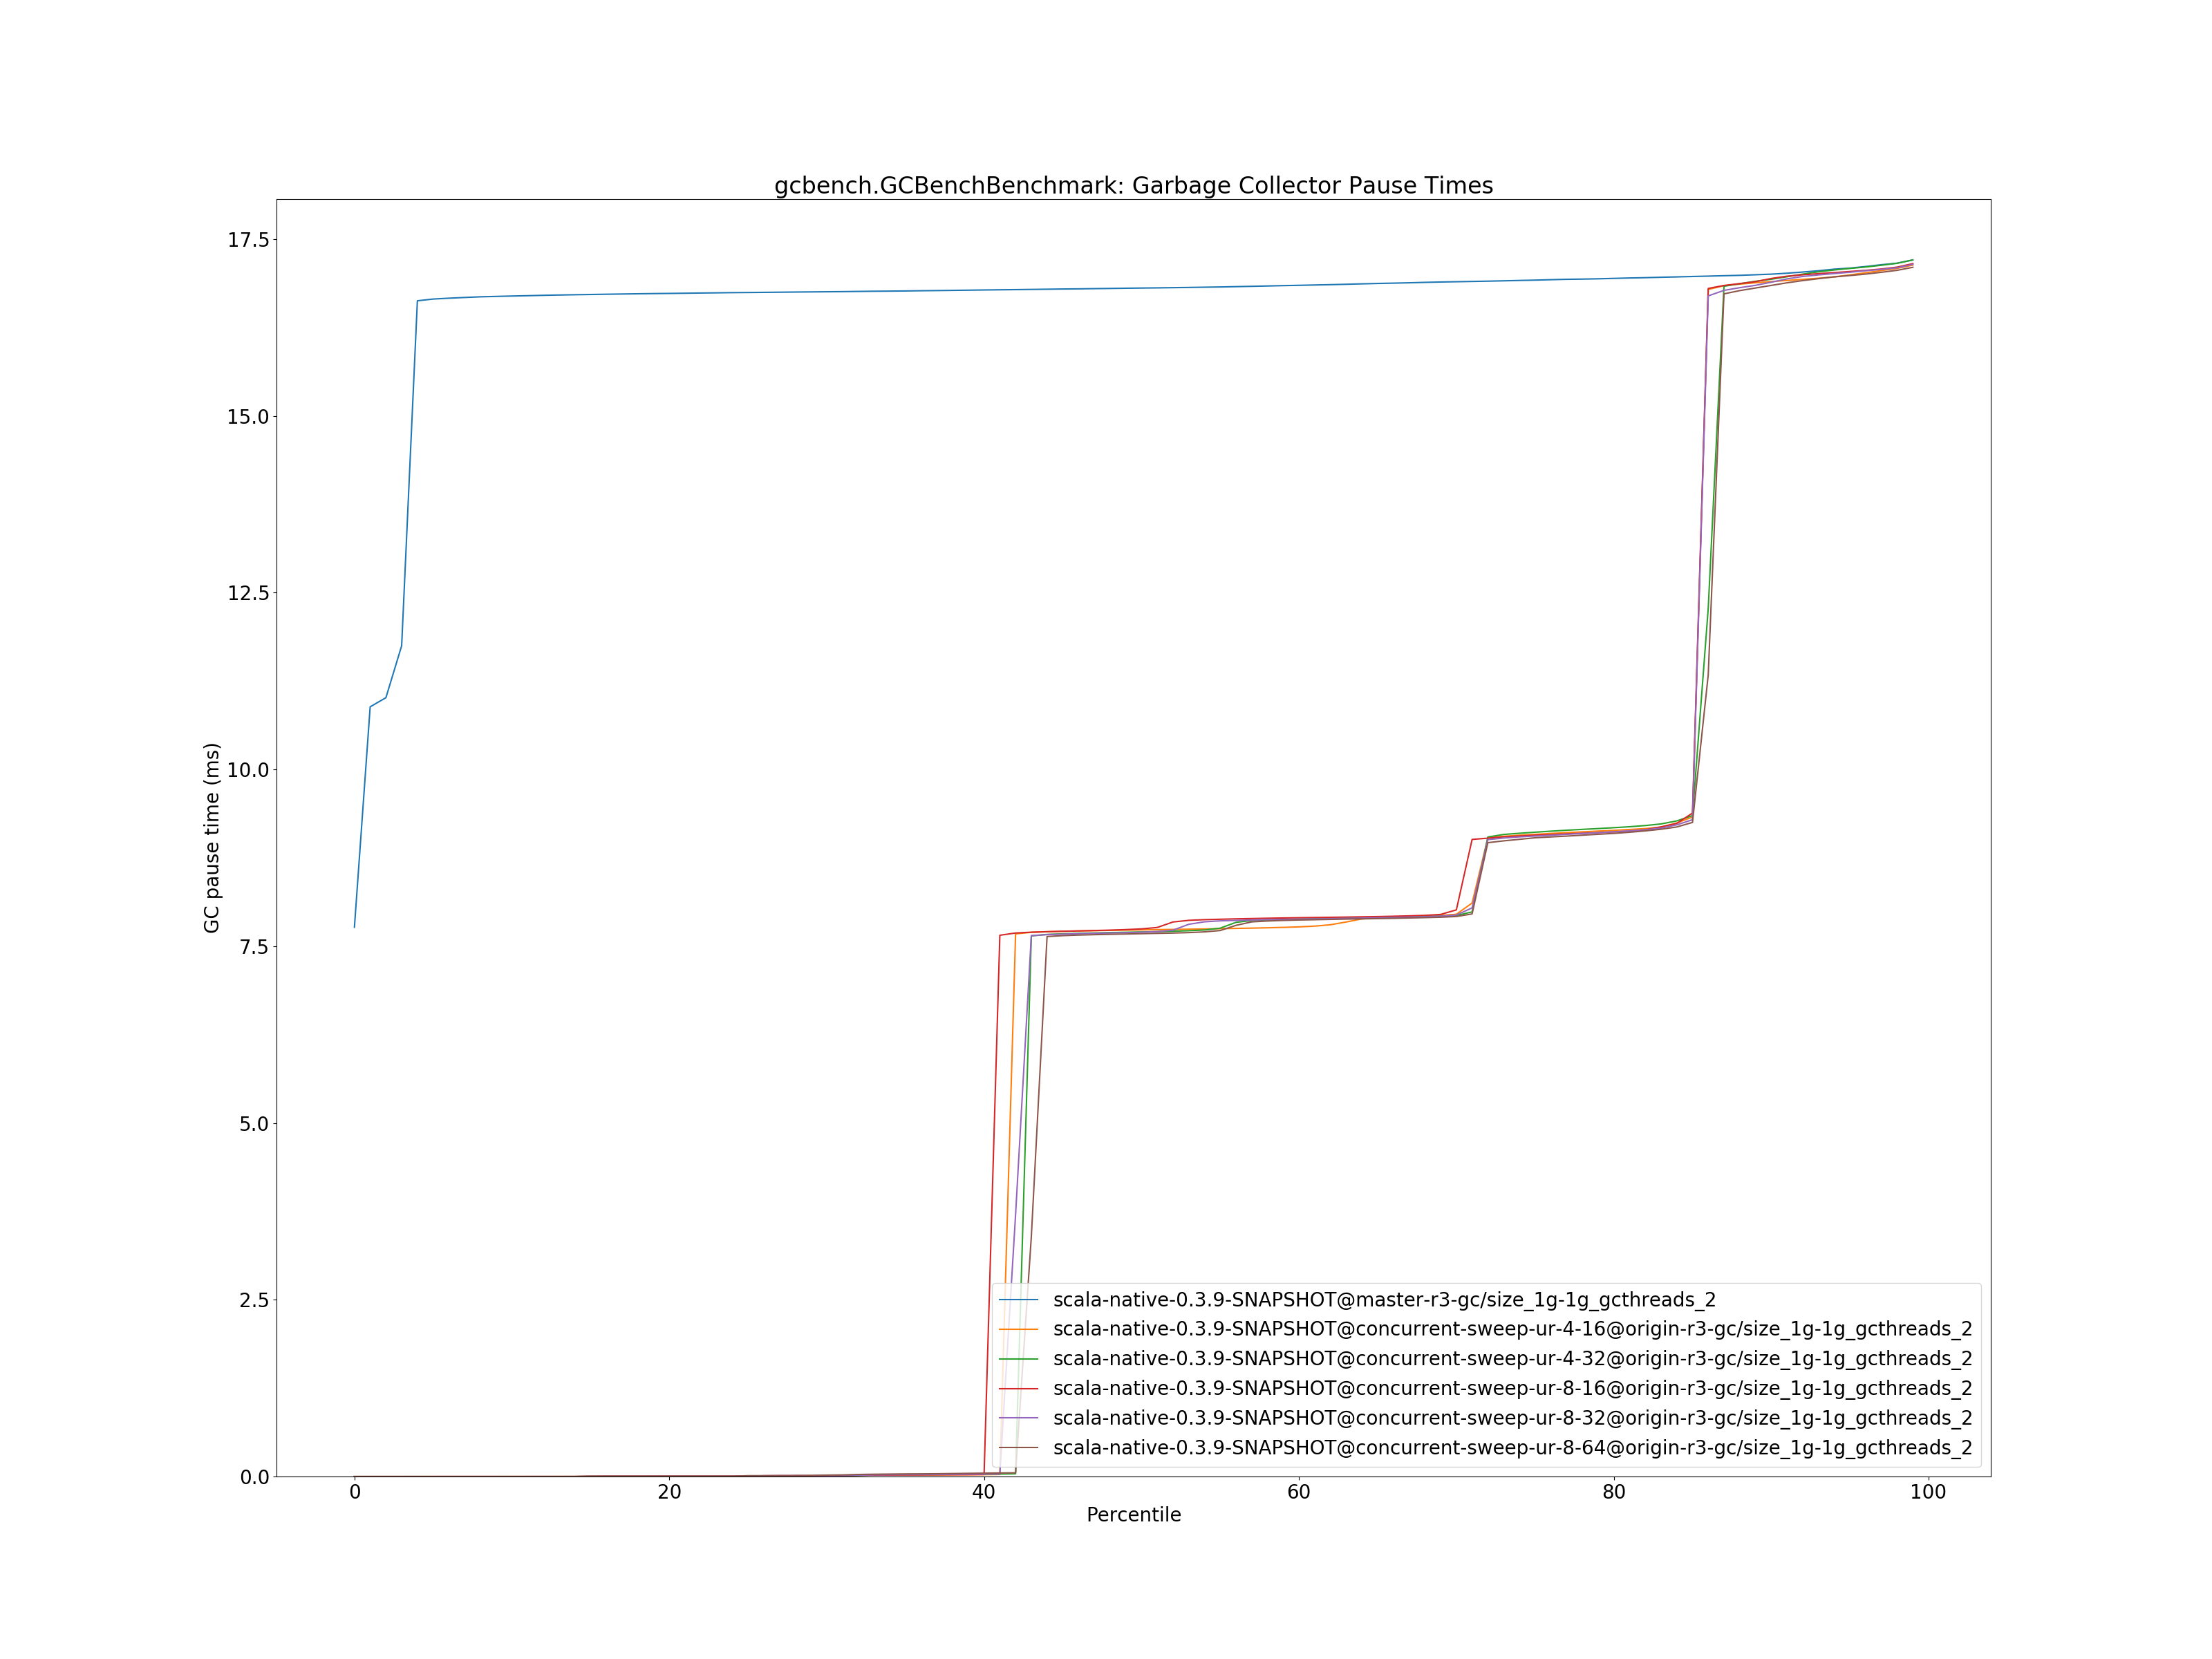 gcbench.GCBenchBenchmark: Garbage Collector Pause Times
17.5
15.0
12.5
10.0
7.5
5.0
2.5
0.0
GC pause time (ms)
scala-native-0.3.9-SNAPSHOT@master-r3-gc/size_1g-1g_gcthreads_2
scala-native-0.3.9-SNAPSHOT@concurrent-sweep-ur-4-16@origin-r3-gc/size_1g-1g_gcthreads_2
scala-native-0.3.9-SNAPSHOT@concurrent-sweep-ur-4-32@origin-r3-gc/size_1g-1g_gcthreads_2
scala-native-0.3.9-SNAPSHOT@concurrent-sweep-ur-8-16@origin-r3-gc/size_1g-1g_gcthreads_2
scala-native-0.3.9-SNAPSHOT@concurrent-sweep-ur-8-32@origin-r3-gc/size_1g-1g_gcthreads_2
scala-native-0.3.9-SNAPSHOT@concurrent-sweep-ur-8-64@origin-r3-gc/size_1g-1g_gcthreads_2
0 20 40 60 80 100
Percentile